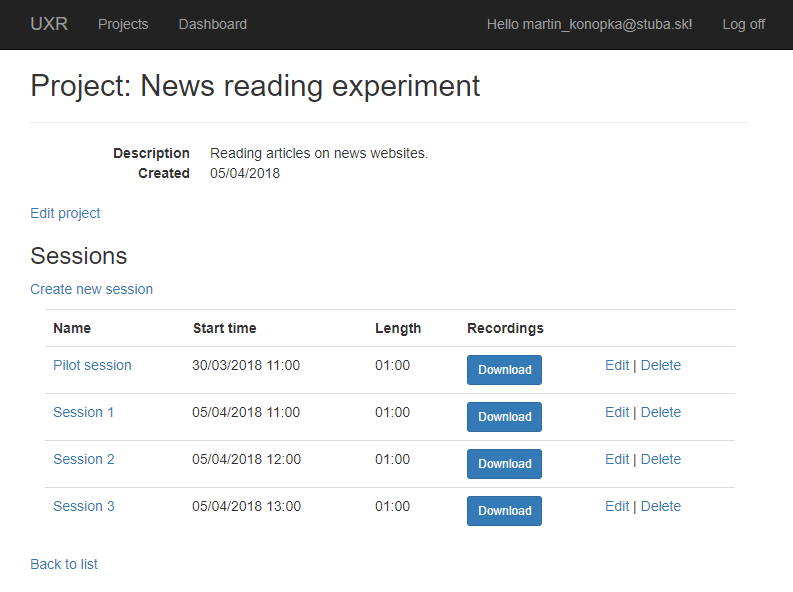 UXR Projects Dashboard Hello martin_konopka@stuba.sk! Log off
Project: News reading experiment
Description Reading articles on news websites.
Created 05/04/2018
Edit project
Sessions
Create new session
Name Start time Length Recordings
Pilot session 30/03/2018 11:00 01:00 Download Edit | Delete
Session 1 05/04/2018 11:00 01:00 Download Edit | Delete
Session 2 05/04/2018 12:00 01:00 Download Edit | Delete
Session 3 05/04/2018 13:00 01:00 Download Edit | Delete
Back to list